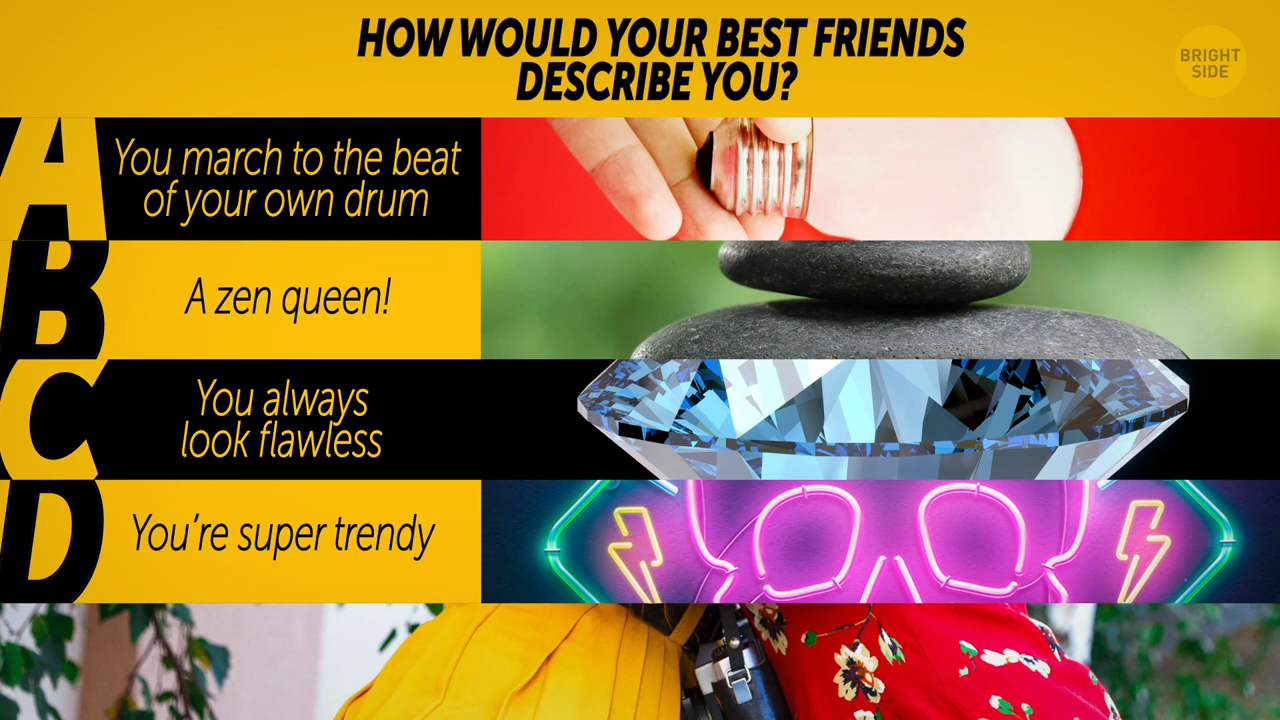 HOW WOULD YOUR BEST FRIENDS
DESCRIBE YOU?
BRIGHT
SIDE
A
You march to the beat
of your own drum
B
A zen queen!
C
You always
look flawless
D
You're super trendy